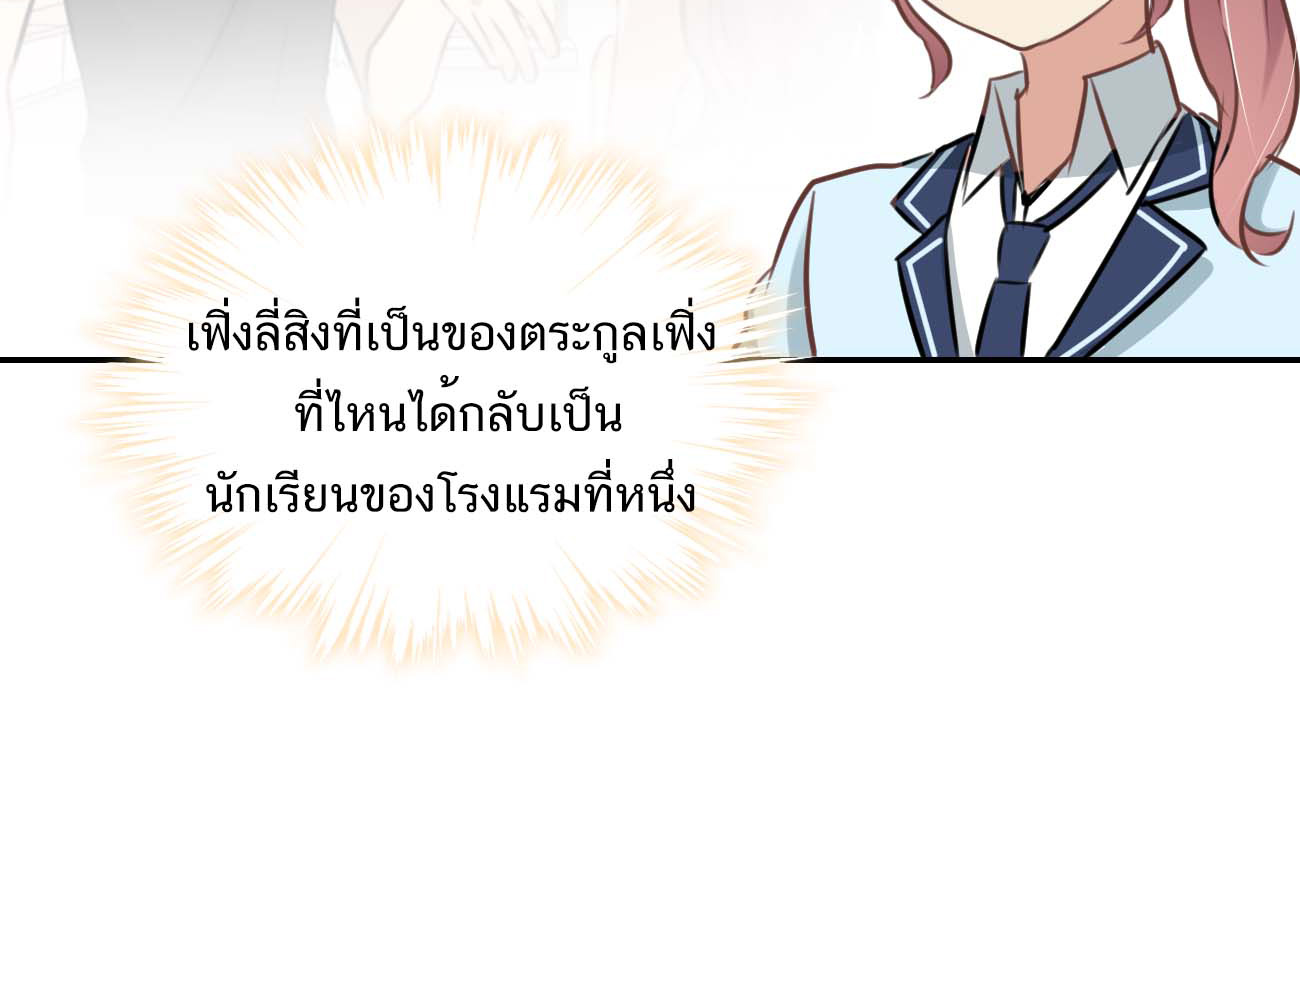 เฟิ่งลี่สิงที่เป็นของตระกูลเฟิ่ง
ที่ไหนได้กลับเป็น
นักเรียนของโรงแรมที่หนึ่ง